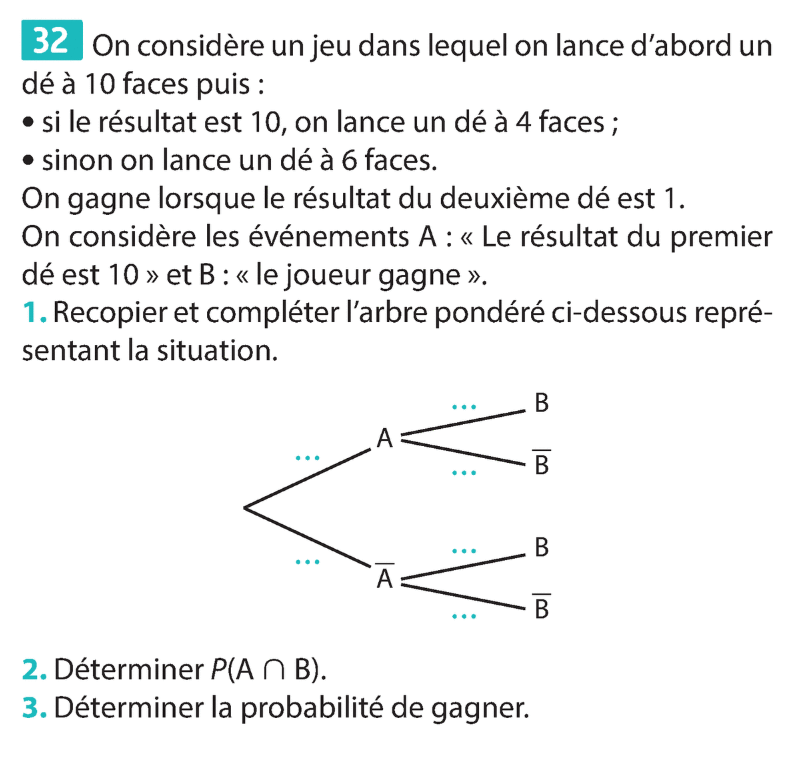 32 On considère un jeu dans lequel on lance d’abord un
dé à 10 faces puis :
• si le résultat est 10, on lance un dé à 4 faces ;
• sinon on lance un dé à 6 faces.
On gagne lorsque le résultat du deuxième dé est 1.
On considère les événements A : « Le résultat du premier
dé est 10 » et B : « le joueur gagne ».
1. Recopier et compléter l’arbre pondéré ci-dessous repré-
sentant la situation.
... B
A
...
... B̅
... B
...
A̅
... B̅
2. Déterminer P(A ∩ B).
3. Déterminer la probabilité de gagner.